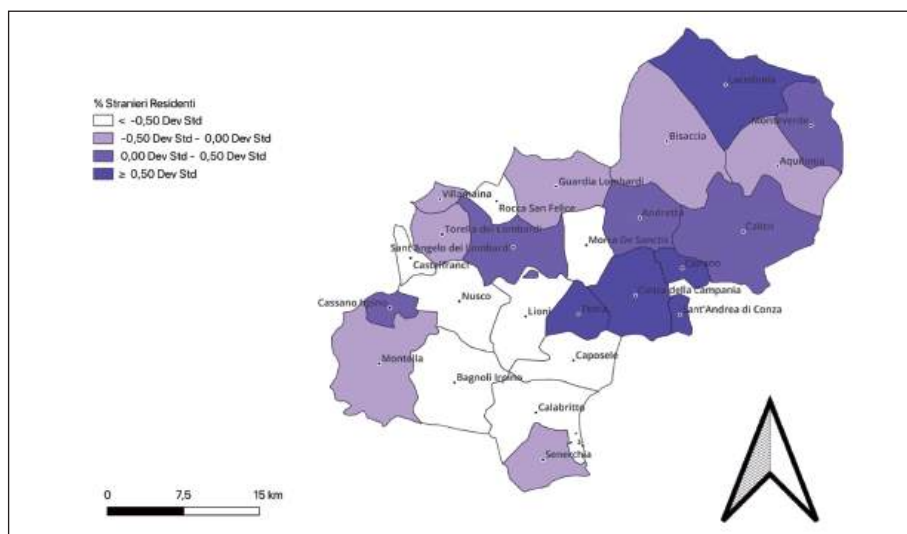 % Stranieri Residenti
< -0,50 Dev Std
-0,50 Dev Std - 0,00 Dev Std
0,00 Dev Std - 0,50 Dev Std
≥ 0,50 Dev Std
Lacedonia
Monteverde
Bisaccia
Aquilonia
Guardia Lombardi
Villamaina
Rocca San Felice
Andretta
Calitri
Torella dei Lombardi
Morra De Sanctis
Sant'Angelo dei Lombardi
Castelfranci
Cairano
Conza della Campania
Nusco
Cassano Irpino
Lioni
Teora
Sant'Andrea di Conza
Caposele
Montella
Bagnoli Irpino
Calabritto
Senerchia
0 7,5 15 km